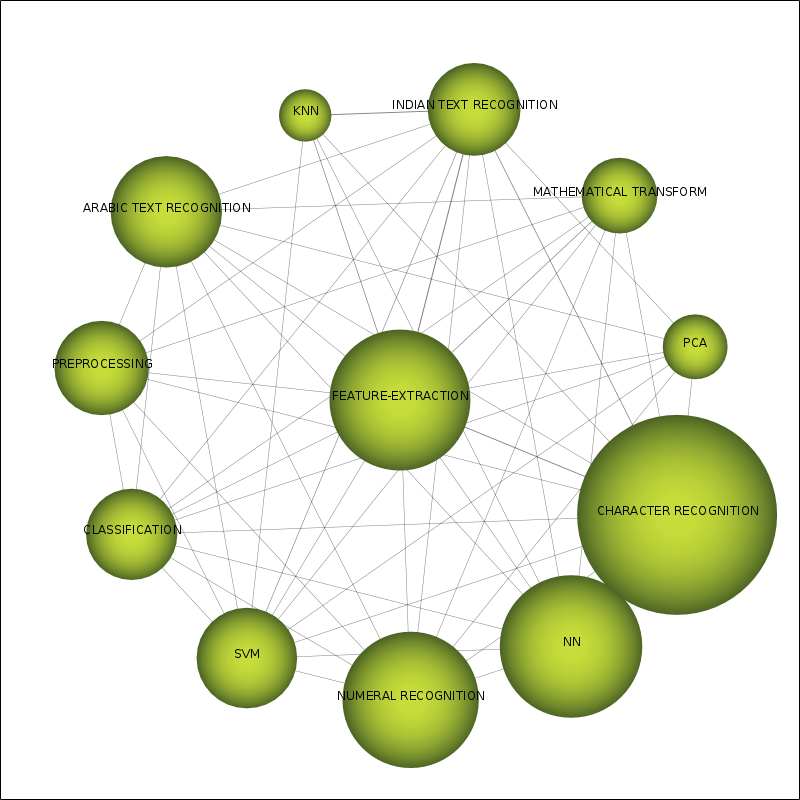 INDIAN TEXT RECOGNITION
KNN
MATHEMATICAL TRANSFORM
ARABIC TEXT RECOGNITION
PCA
PREPROCESSING
FEATURE-EXTRACTION
CHARACTER RECOGNITION
CLASSIFICATION
NN
SVM
NUMERAL RECOGNITION